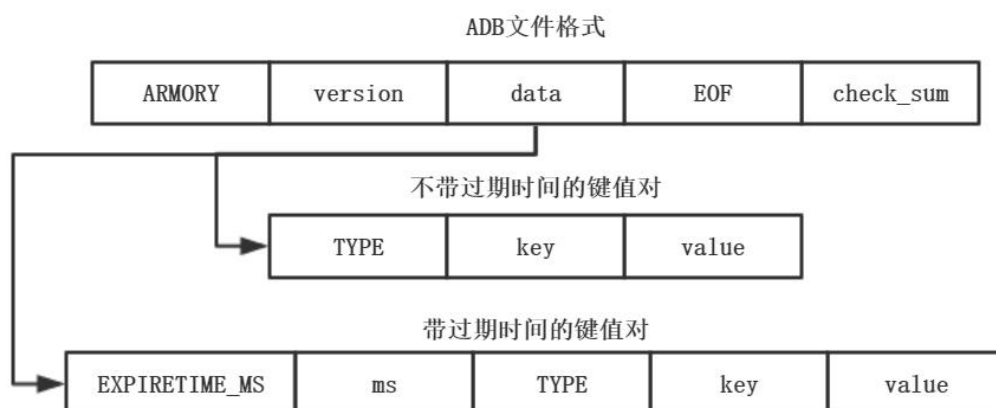 ADB文件格式
ARMORY version data EOF check_sum
不带过期时间的键值对
TYPE key value
带过期时间的键值对
EXPIRETIME_MS ms TYPE key value